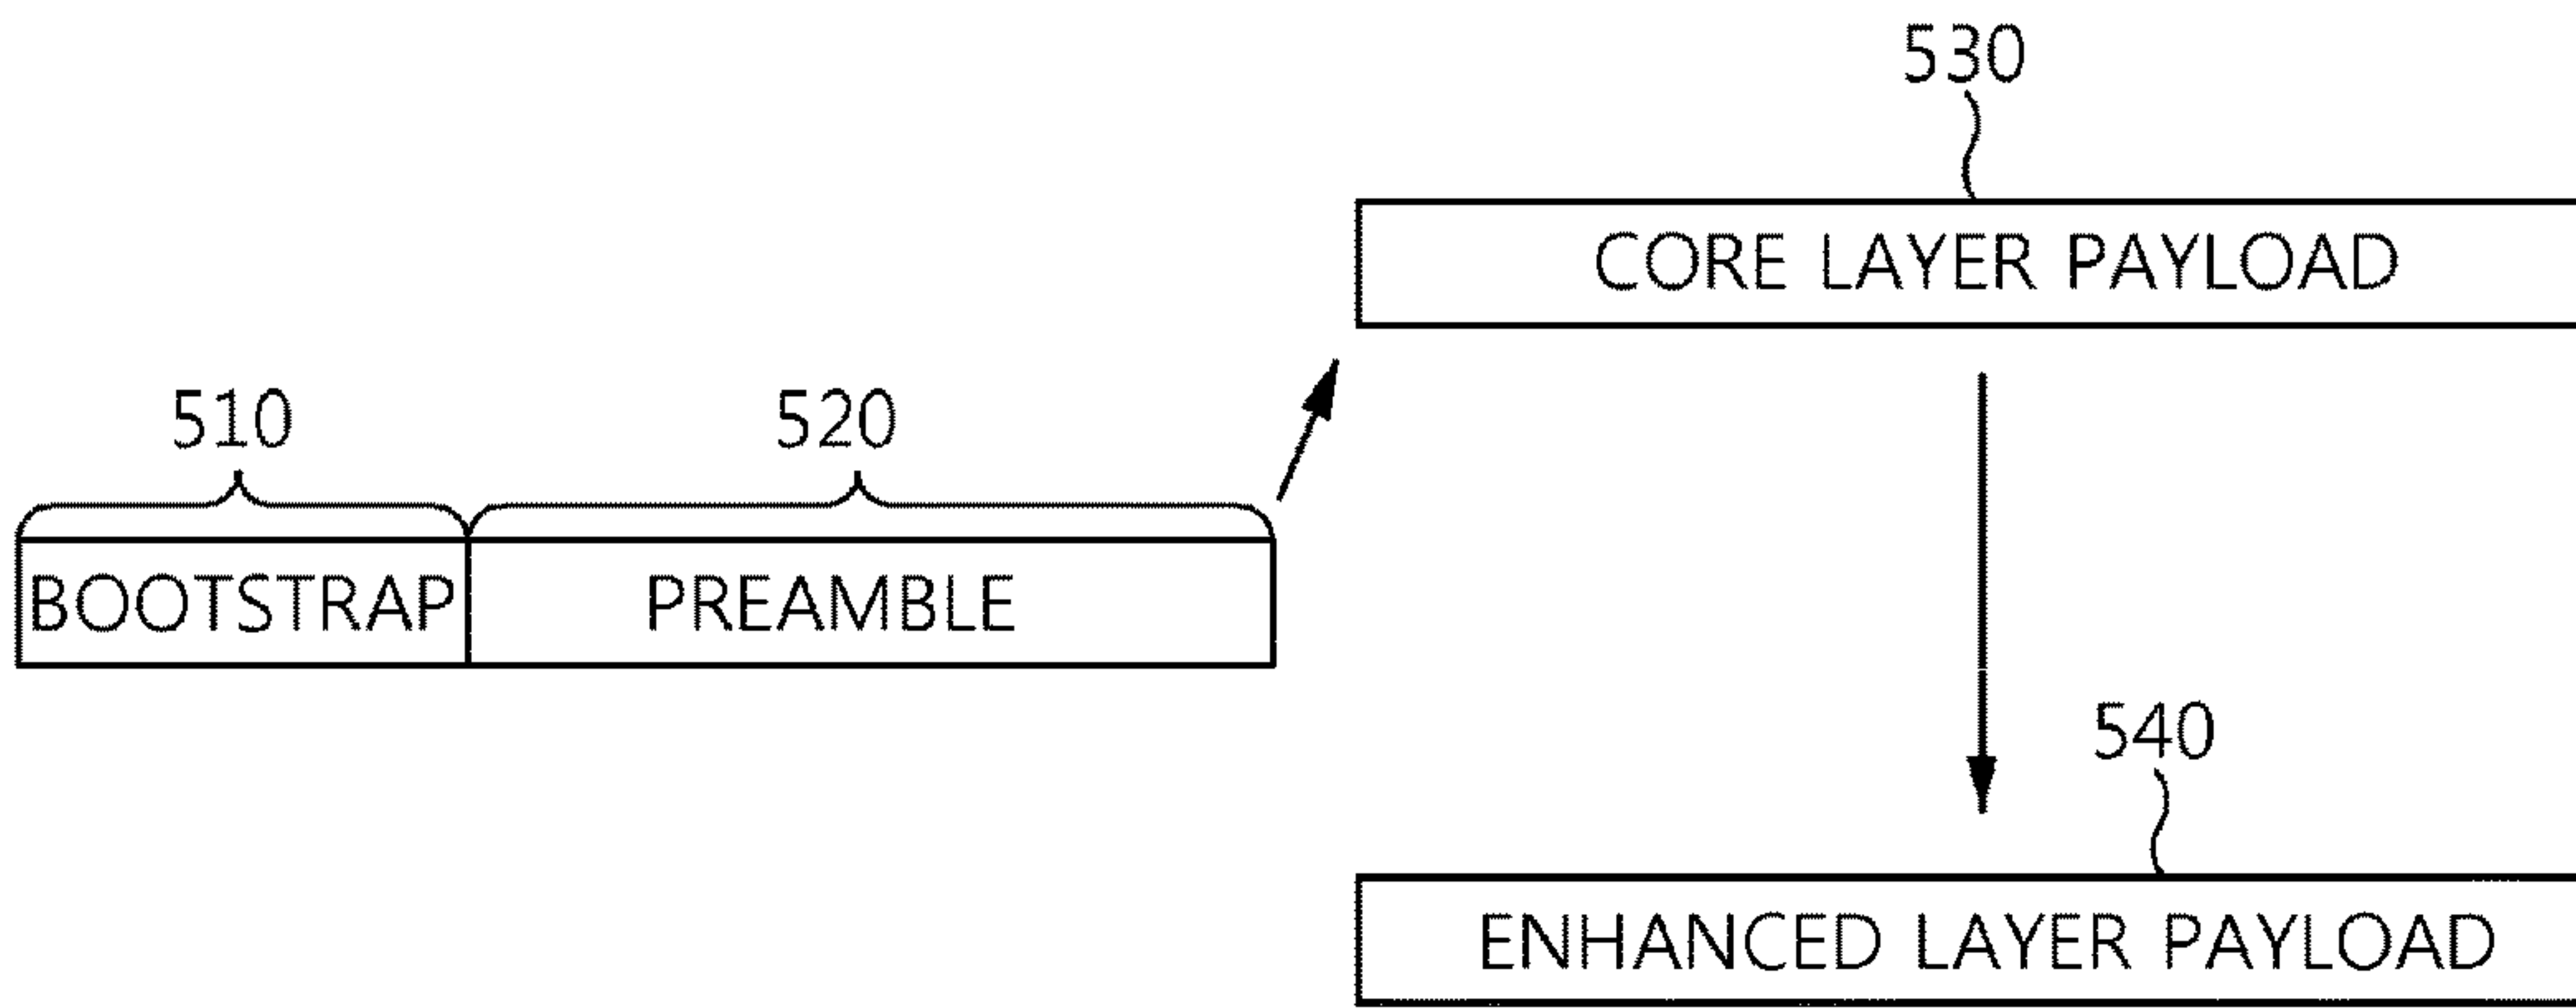 530
CORE LAYER PAYLOAD
510
520
BOOTSTRAP
PREAMBLE
540
ENHANCED LAYER PAYLOAD